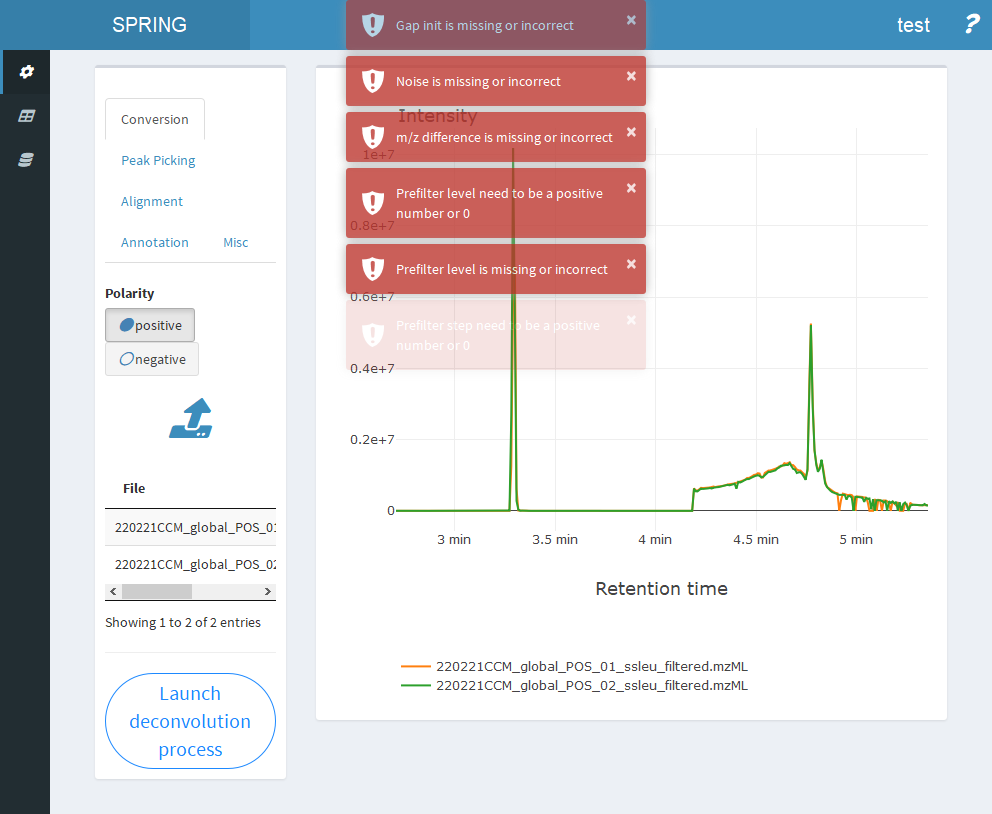 SPRING
test
?
Gap init is missing or incorrect
×
Noise is missing or incorrect
×
m/z difference is missing or incorrect
×
Prefilter level need to be a positive
number or 0
×
Prefilter level is missing or incorrect
×
Prefilter step need to be a positive
number or 0
×
Conversion
Peak Picking
Alignment
Annotation
Misc
Polarity
positive
negative
File
220221CCM_global_POS_01
220221CCM_global_POS_02
Showing 1 to 2 of 2 entries
Launch
deconvolution
process
Intensity
1e+7
0.8e+7
0.6e+7
0.4e+7
0.2e+7
0
3 min
3.5 min
4 min
4.5 min
5 min
Retention time
220221CCM_global_POS_01_ssleu_filtered.mzML
220221CCM_global_POS_02_ssleu_filtered.mzML